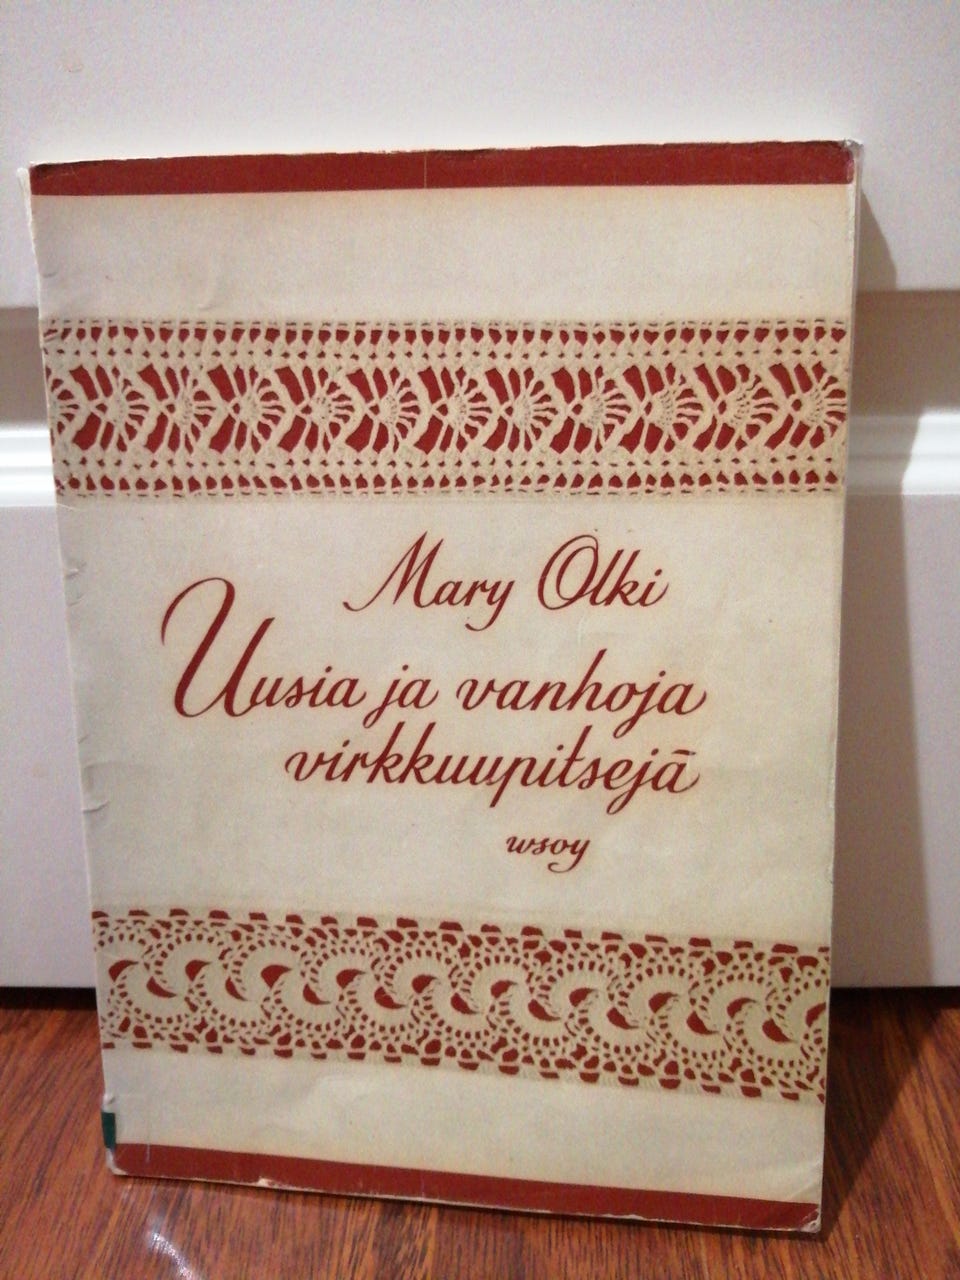 Mary Olki
Uusia ja vanhoja
virkkuupitsejä
wsoy